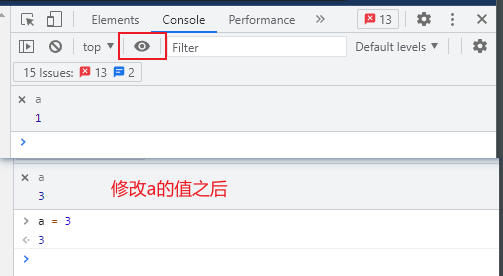 Elements Console Performance » 13
top Filter Default levels
15 Issues: 13 2
× a
1
>
× a
3
修改a的值之后
> a = 3
3
>